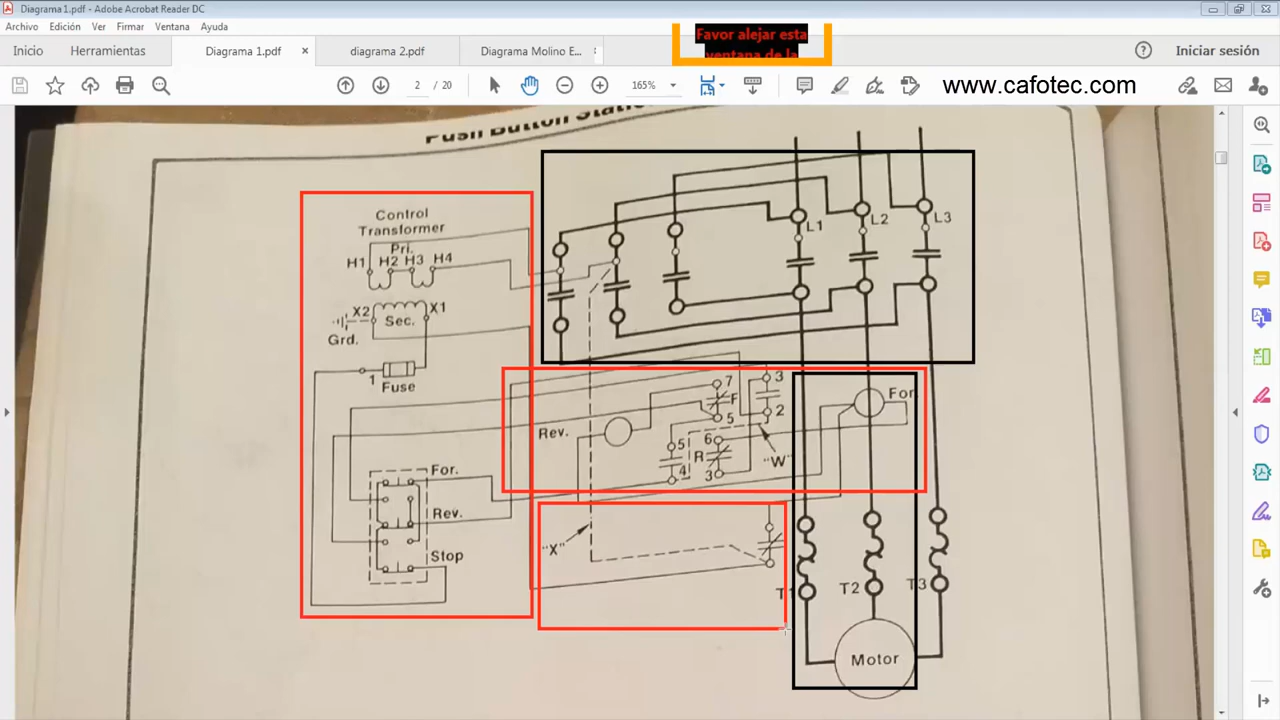 Diagrama 1.pdf - Adobe Acrobat Reader DC
Archivo Edición Ver Firmar Ventana Ayuda
Favor alejar esta
ventana de la
Inicio Herramientas Diagrama 1.pdf × diagrama 2.pdf Diagrama Molino E... Iniciar sesión
2 / 20 165% www.cafotec.com
Push Button
Control
Transformer
Pri.
H1 H2 H3 H4
X2 X1
Sec.
Grd.
1
Fuse
L1 L2 L3
7 3
F
5 2
For.
Rev.
5 6
R "W"
4 3
For.
Rev.
Stop
"X"
T1 T2 T3
Motor